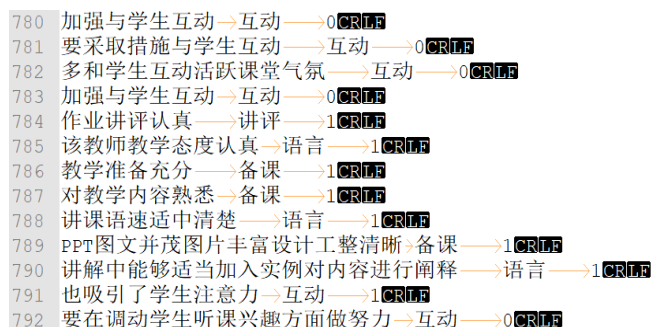 780 加强与学生互动→互动→0CRLF
781 要采取措施与学生互动→互动→0CRLF
782 多和学生互动活跃课堂气氛→互动→0CRLF
783 加强与学生互动→互动→0CRLF
784 作业讲评认真→讲评→1CRLF
785 该教师教学态度认真→语言→1CRLF
786 教学准备充分→备课→1CRLF
787 对教学内容熟悉→备课→1CRLF
788 讲课语速适中清楚→语言→1CRLF
789 PPT图文并茂图片丰富设计工整清晰→备课→1CRLF
790 讲解中能够适当加入实例对内容进行阐释→语言→1CRLF
791 也吸引了学生注意力→互动→1CRLF
792 要在调动学生听课兴趣方面做努力→互动→0CRLF